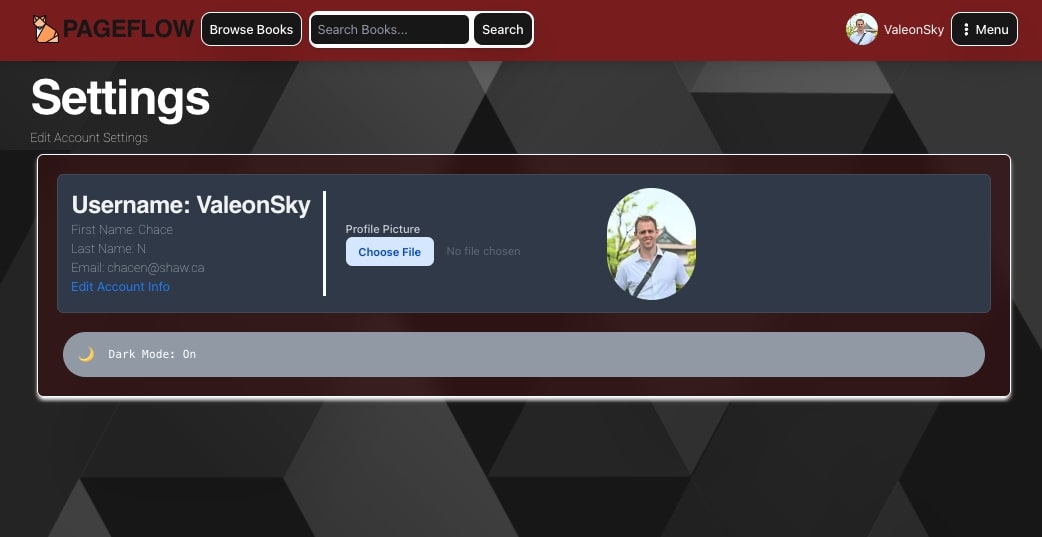 PAGEFLOW
Browse Books
Search Books...
Search
ValeonSky
Menu
Settings
Edit Account Settings
Username: ValeonSky
First Name: Chace
Last Name: N
Email: chacen@shaw.ca
Edit Account Info
Profile Picture
Choose File
No file chosen
Dark Mode: On